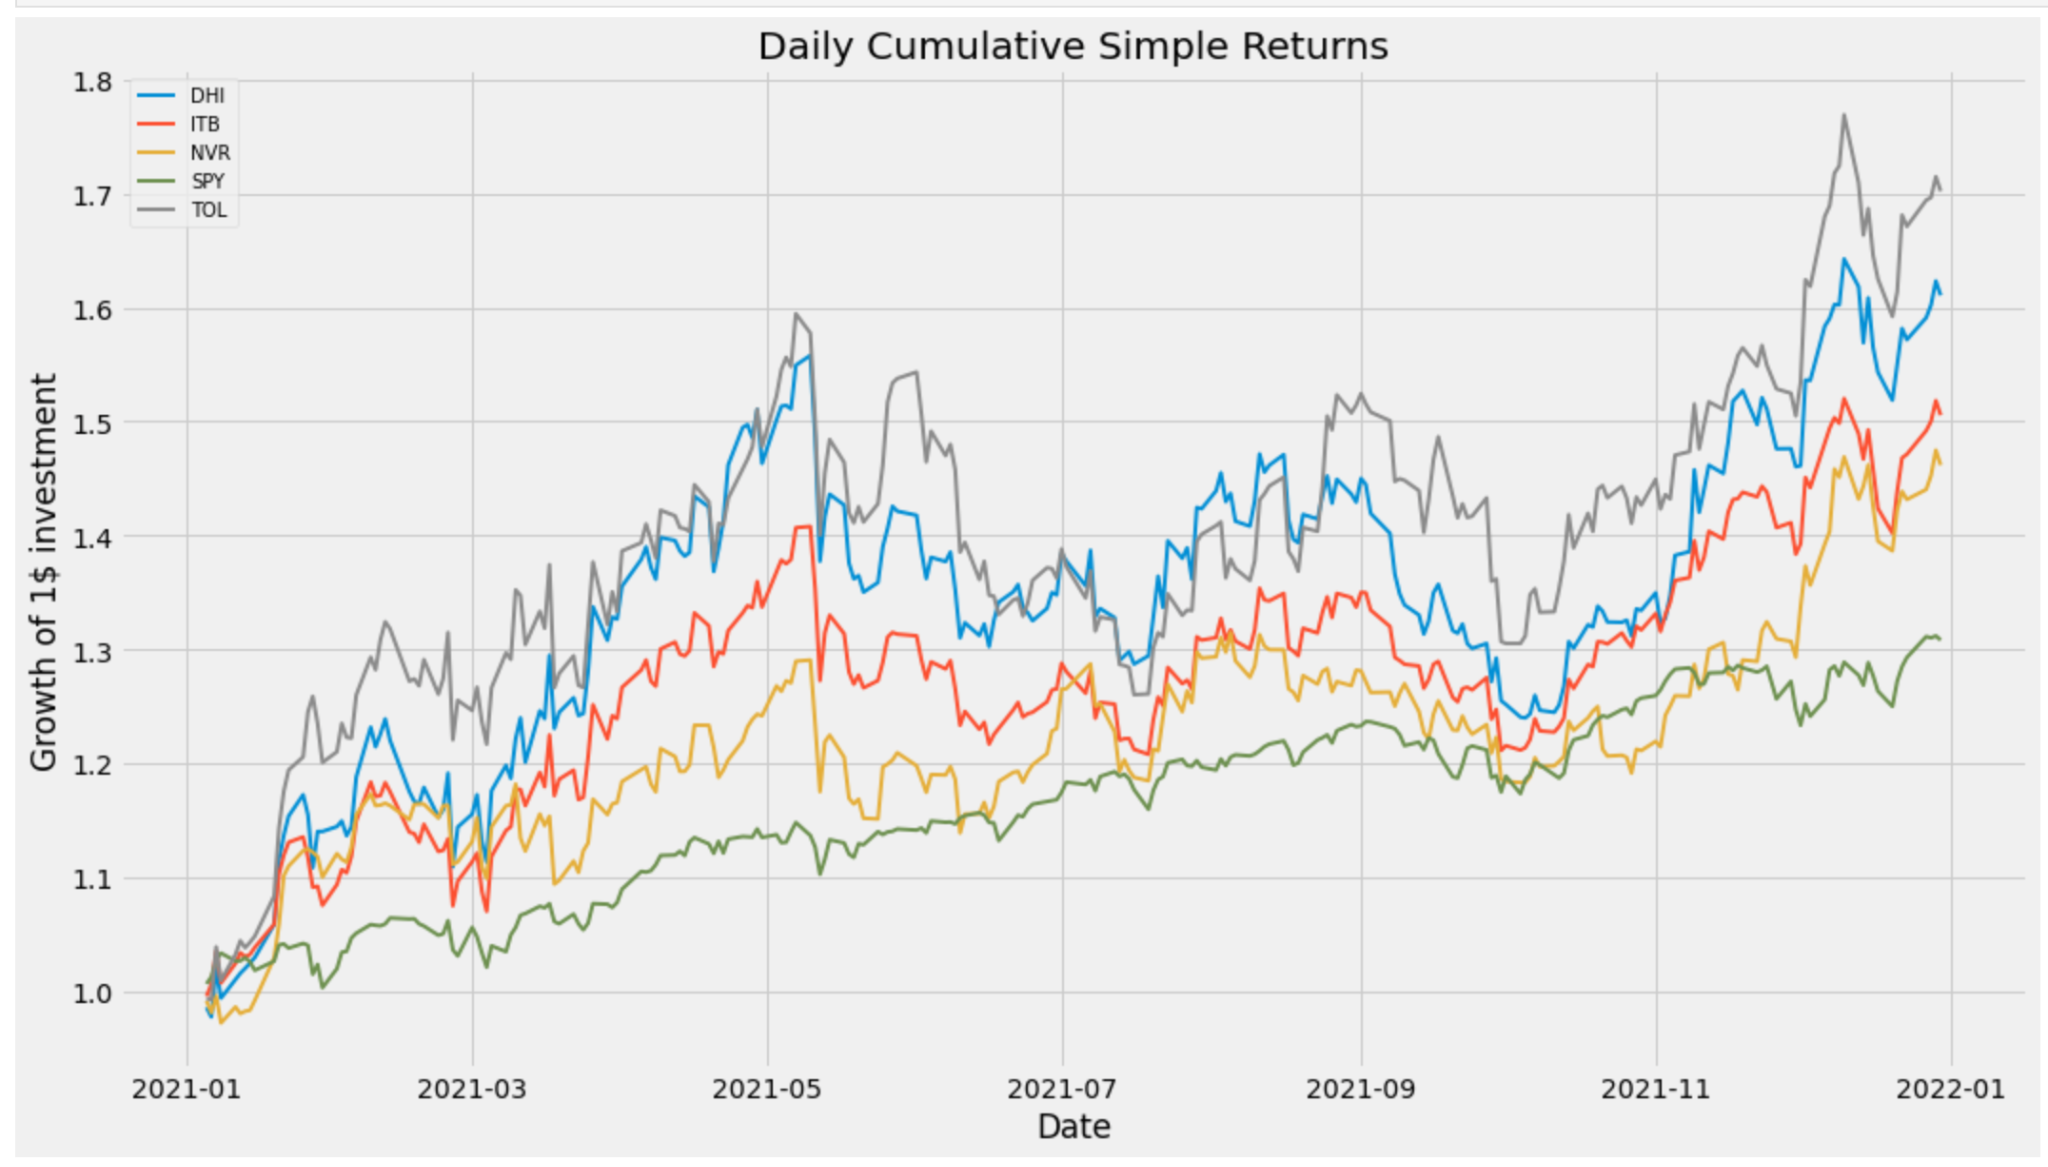 Daily Cumulative Simple Returns
DHI
ITB
NVR
SPY
TOL
1.8
1.7
1.6
1.5
1.4
1.3
1.2
1.1
1.0
Growth of 1$ investment
2021-01 2021-03 2021-05 2021-07 2021-09 2021-11 2022-01
Date